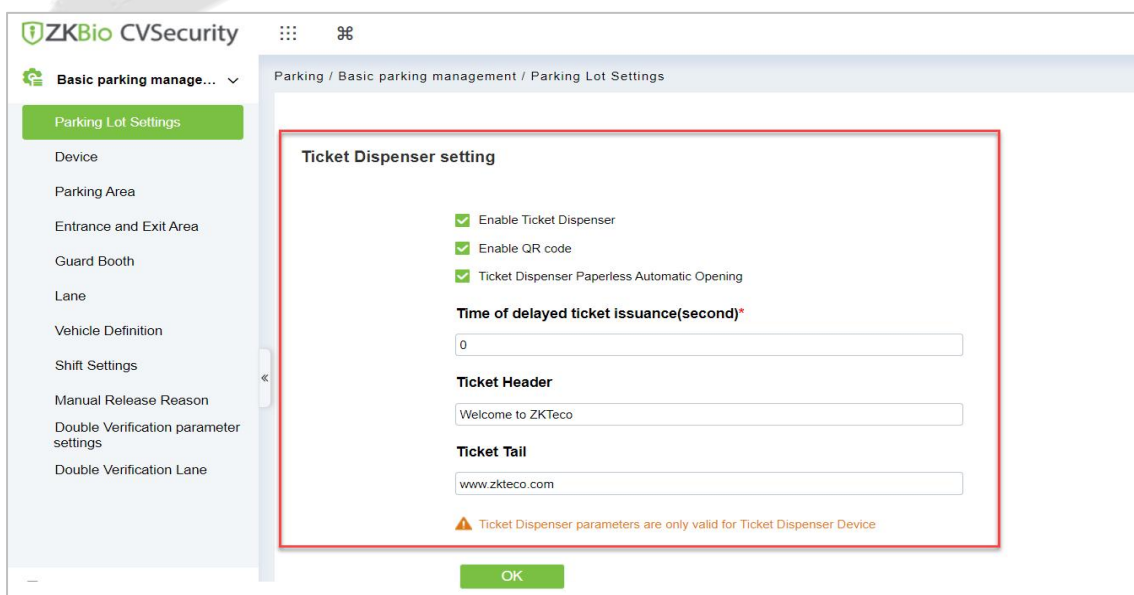 ZKBio CVSecurity
Basic parking manage...
Parking / Basic parking management / Parking Lot Settings
Parking Lot Settings
Device
Parking Area
Entrance and Exit Area
Guard Booth
Lane
Vehicle Definition
Shift Settings
Manual Release Reason
Double Verification parameter
settings
Double Verification Lane
Ticket Dispenser setting
Enable Ticket Dispenser
Enable QR code
Ticket Dispenser Paperless Automatic Opening
Time of delayed ticket issuance(second)*
0
Ticket Header
Welcome to ZKTeco
Ticket Tail
www.zkteco.com
Ticket Dispenser parameters are only valid for Ticket Dispenser Device
OK